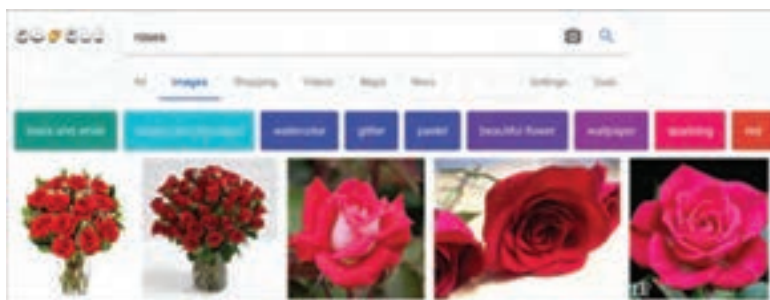 roses
All Images Shopping Videos Maps News Settings Tools
black and white watercolor glitter pastel beautiful flower wallpaper red